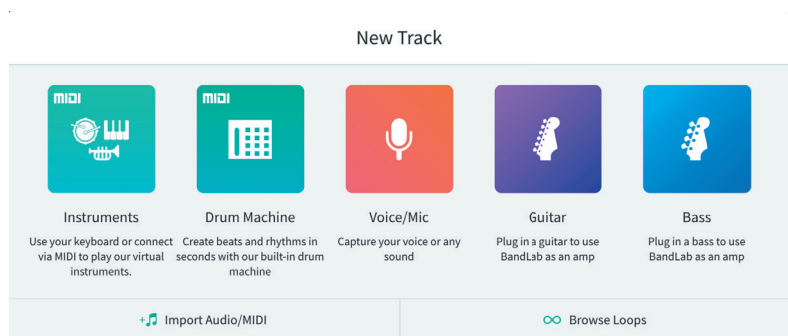 New Track
MIDI
MIDI
Instruments
Use your keyboard or connect
via MIDI to play our virtual
instruments.
Drum Machine
Create beats and rhythms in
seconds with our built-in drum
machine
Voice/Mic
Capture your voice or any
sound
Guitar
Plug in a guitar to use
BandLab as an amp
Bass
Plug in a bass to use
BandLab as an amp
Import Audio/MIDI
Browse Loops